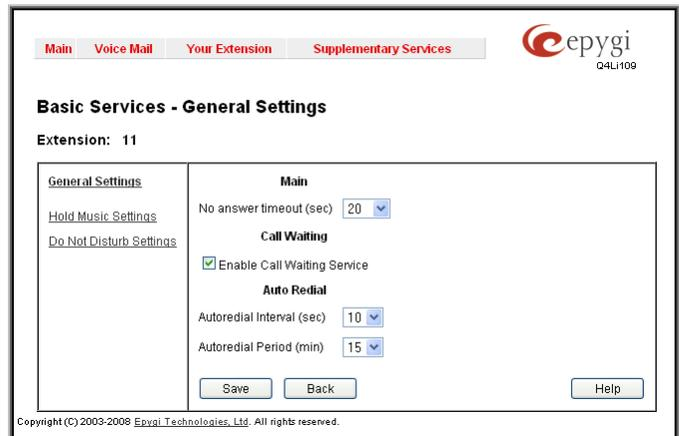 Main Voice Mail Your Extension Supplementary Services
epygi
Q4Li109
Basic Services - General Settings
Extension: 11
General Settings
Hold Music Settings
Do Not Disturb Settings
Main
No answer timeout (sec) 20
Call Waiting
Enable Call Waiting Service
Auto Redial
Autoredial Interval (sec) 10
Autoredial Period (min) 15
Save Back Help
Copyright (C) 2003-2008 Epygi Technologies, Ltd. All rights reserved.